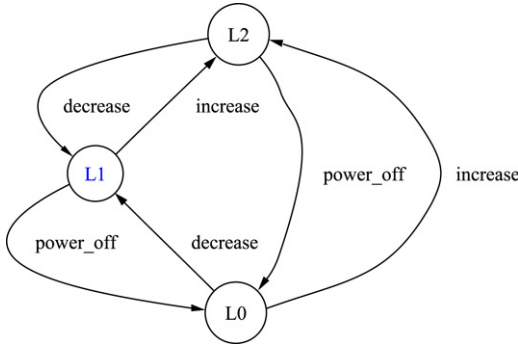 L2
decrease
increase
L1
power_off
increase
power_off
decrease
L0